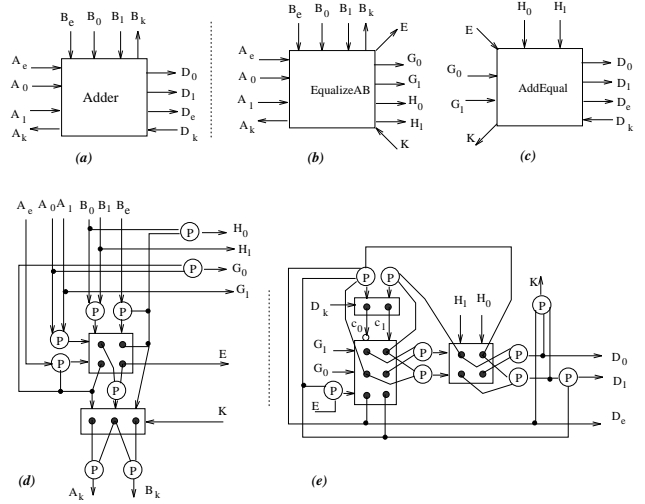 B_e B_0 B_1 B_k
A_e
A_0
A_1
A_k
Adder
D_0
D_1
D_e
D_k
(a)
B_e B_0 B_1 B_k E
A_e
A_0
A_1
A_k
EqualizeAB
G_0
G_1
H_0
H_1
K
(b)
H_0 H_1
E
G_0
G_1
K
AddEqual
D_0
D_1
D_e
D_k
(c)
A_e A_0 A_1 B_0 B_1 B_e
P H_0
H_1
P G_0
G_1
P P
P
P
E
P
K
P P
A_k B_k
(d)
P P
K
P
D_k
c_0 c_1
H_1 H_0
G_1
G_0
P P
P P P
D_0
D_1
P
E
D_e
(e)